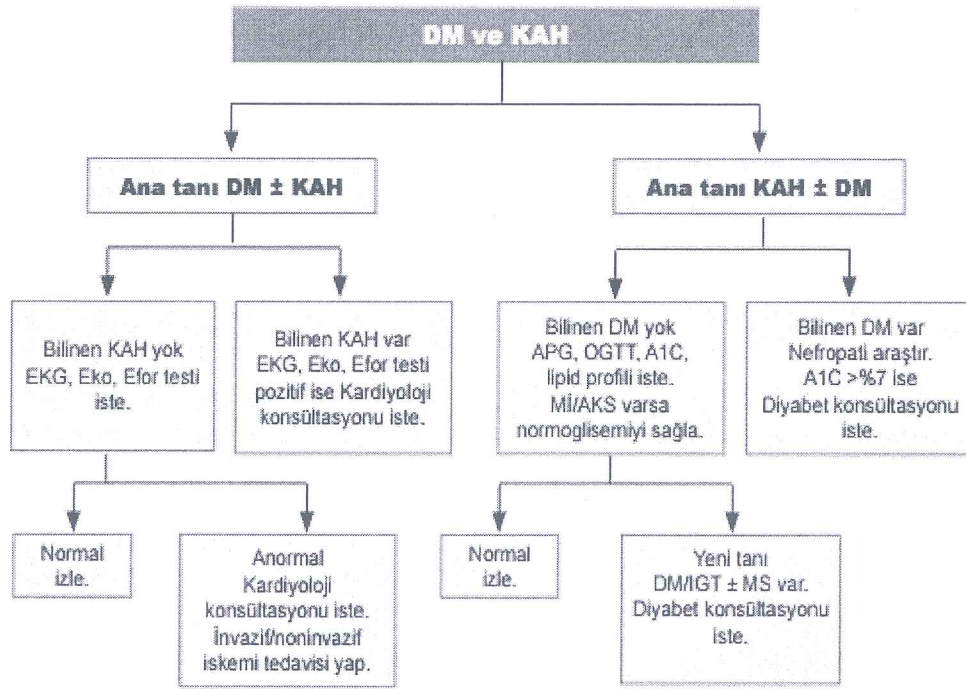 DM ve KAH
Ana tanı DM ± KAH
Ana tanı KAH ± DM
Bilinen KAH yok
EKG, Eko, Efor testi
iste.
Bilinen KAH var
EKG, Eko, Efor testi
pozitif ise Kardiyoloji
konsültasyonu iste.
Bilinen DM yok
APG, OGTT, A1C,
lipid profili iste.
Mİ/AKS varsa
normoglisemiyi sağla.
Bilinen DM var
Nefropati araştır.
A1C >%7 ise
Diyabet konsültasyonu
iste.
Normal
izle.
Anormal
Kardiyoloji
konsültasyonu iste.
İnvazif/noninvazif
iskemi tedavisi yap.
Normal
izle.
Yeni tanı
DM/IGT ± MS var.
Diyabet konsültasyonu
iste.